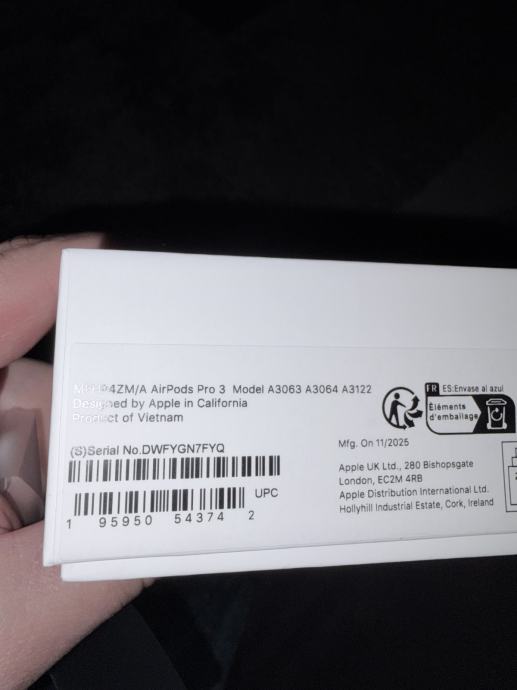 4ZM/A AirPods Pro 3 Model A3063 A3064 A3122
Designed by Apple in California
Product of Vietnam
(S)Serial No.DWFYGN7FYQ
UPC
1 95950 54374 2
FR ES:Envase al azul
Éléments
d'emballage
Mfg. On 11/2025
Apple UK Ltd., 280 Bishopsgate
London, EC2M 4RB
Apple Distribution International Ltd.
Hollyhill Industrial Estate, Cork, Ireland